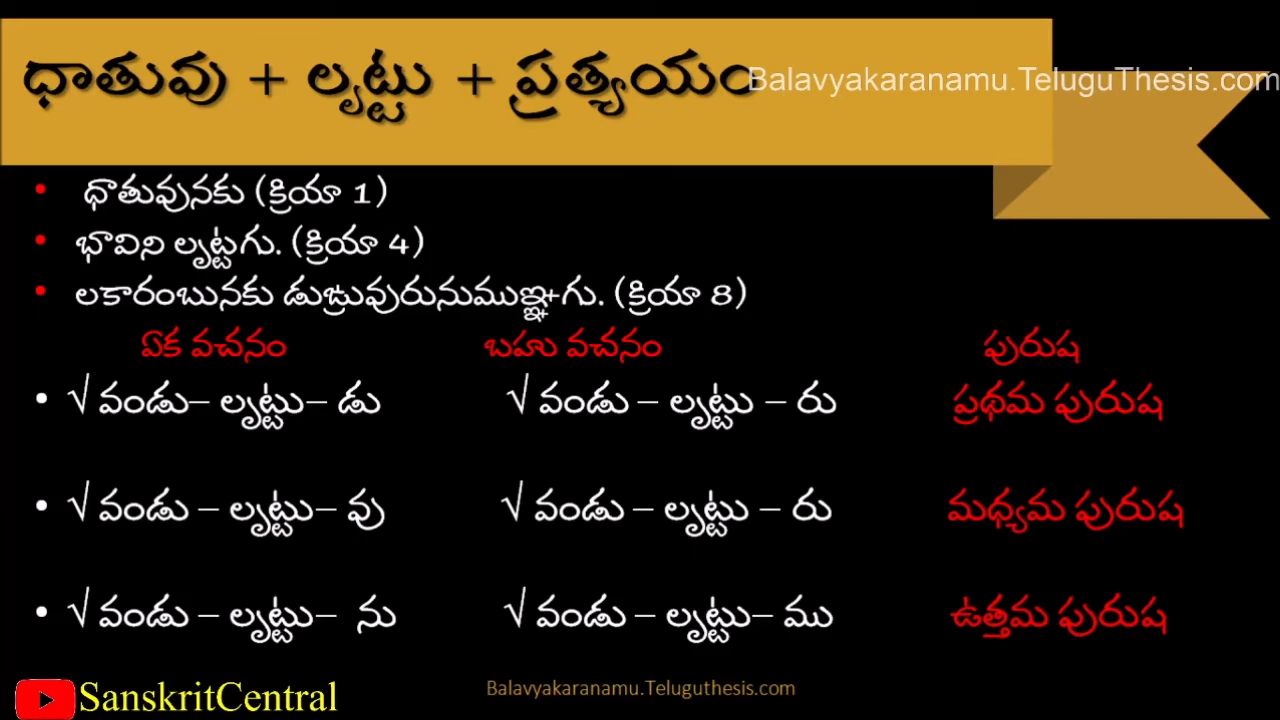 ధాతువు + లృట్టు + ప్రత్యయం
Balavyakaranamu.TeluguThesis.com
• ధాతువునకు (క్రియా 1)
• భావిని లృట్టగు. (క్రియా 4)
• లకారంబునకు డుఙ్రువురునుముఞ్ఞగు. (క్రియా 8)
ఏక వచనం బహు వచనం పురుష
• √ వండు– లృట్టు– డు √ వండు – లృట్టు – రు ప్రథమ పురుష
• √ వండు – లృట్టు– వు √ వండు – లృట్టు – రు మధ్యమ పురుష
• √ వండు – లృట్టు– ను √ వండు – లృట్టు– ము ఉత్తమ పురుష
SanskritCentral
Balavyakaranamu.Teluguthesis.com